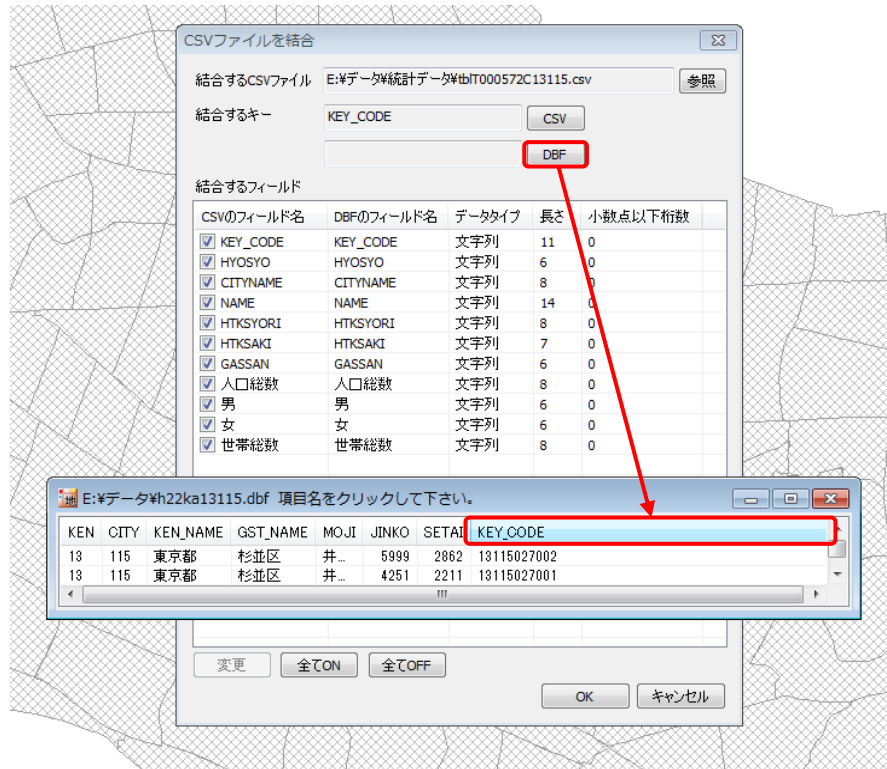 CSVファイルを結合
結合するCSVファイル E:¥データ¥統計データ¥tblT000572C13115.csv 参照
結合するキー KEY_CODE CSV
DBF
結合するフィールド
CSVのフィールド名 DBFのフィールド名 データタイプ 長さ 小数点以下桁数
KEY_CODE KEY_CODE 文字列 11 0
HYOSYO HYOSYO 文字列 6 0
CITYNAME CITYNAME 文字列 8 0
NAME NAME 文字列 14 0
HTKSYORI HTKSYORI 文字列 8 0
HTKSAKI HTKSAKI 文字列 7 0
GASSAN GASSAN 文字列 6 0
人口総数 人口総数 文字列 8 0
男 男 文字列 6 0
女 女 文字列 6 0
世帯総数 世帯総数 文字列 8 0
地 E:¥データ¥h22ka13115.dbf 項目名をクリックして下さい。
KEN CITY KEN_NAME GST_NAME MOJI JINKO SETAI KEY_CODE
13 115 東京都 杉並区 井... 5999 2862 13115027002
13 115 東京都 杉並区 井... 4251 2211 13115027001
変更 全てON 全てOFF
OK キャンセル